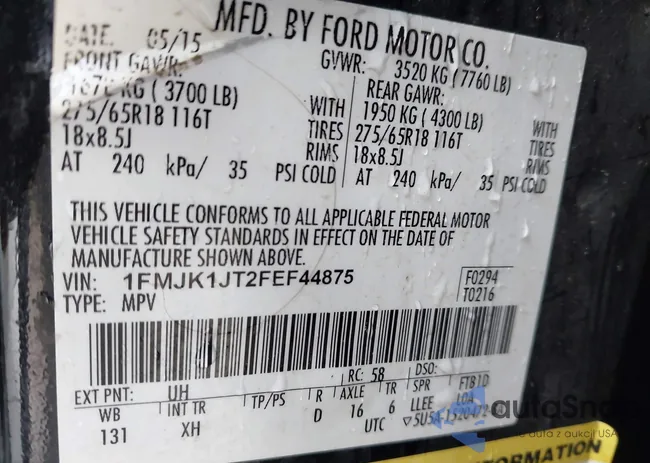 MFD. BY FORD MOTOR CO.
DATE: 05/15
GVWR: 3520 KG (7760 LB)
FRONT GAWR:
KG (3700 LB)
275/65R18 116T
18x8.5J
AT 240 kPa/ 35
WITH
TIRES
RIMS
PSI COLD
REAR GAWR:
1950 KG (4300 LB)
275/65R18 116T
18x8.5J
AT 240 kPa/ 35
WITH
TIRES
RIMS
PSI COLD
THIS VEHICLE CONFORMS TO ALL APPLICABLE FEDERAL MOTOR
VEHICLE SAFETY STANDARDS IN EFFECT ON THE DATE OF
MANUFACTURE SHOWN ABOVE.
VIN: 1FMJK1JT2FEF44875
TYPE: MPV
F0294
T0216
RC: 58 DSO:
EXT PNT: UH
WB INT TR TP/PS R AXLE TR SPR
131 XH D 16 6 LLEE
UTC
INFORMATION